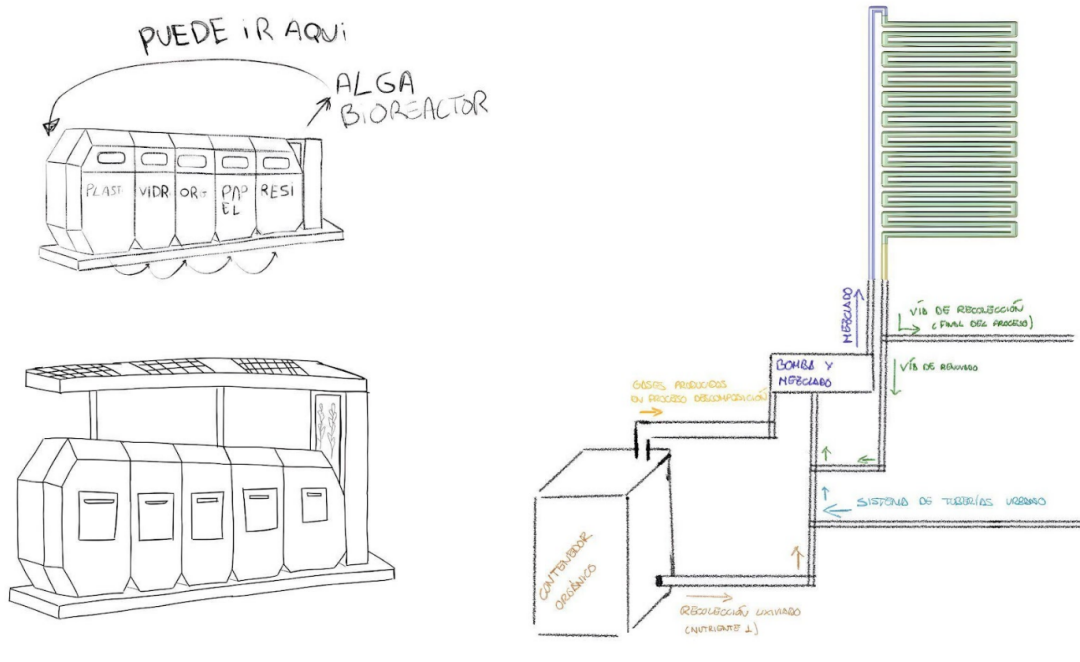 PUEDE iR AQUi
ALGA
BIOREACTOR
PLAST
ViDR
ORG
PAP
EL
RESI
MEZCLADO
VÍA DE RECOLECCIÓN
(FINAL DEL PROCESO)
BOMBA Y
MEZCLADO
VÍA DE REENVIADO
GASES PRODUCIDOS
EN PROCESO DESCOMPOSICIÓN
SISTEMA DE TUBERÍAS URBANO
CONTENEDOR
ORGÁNICO
RECOLECCIÓN LIXIVIADO
(NUTRIENTE 1)